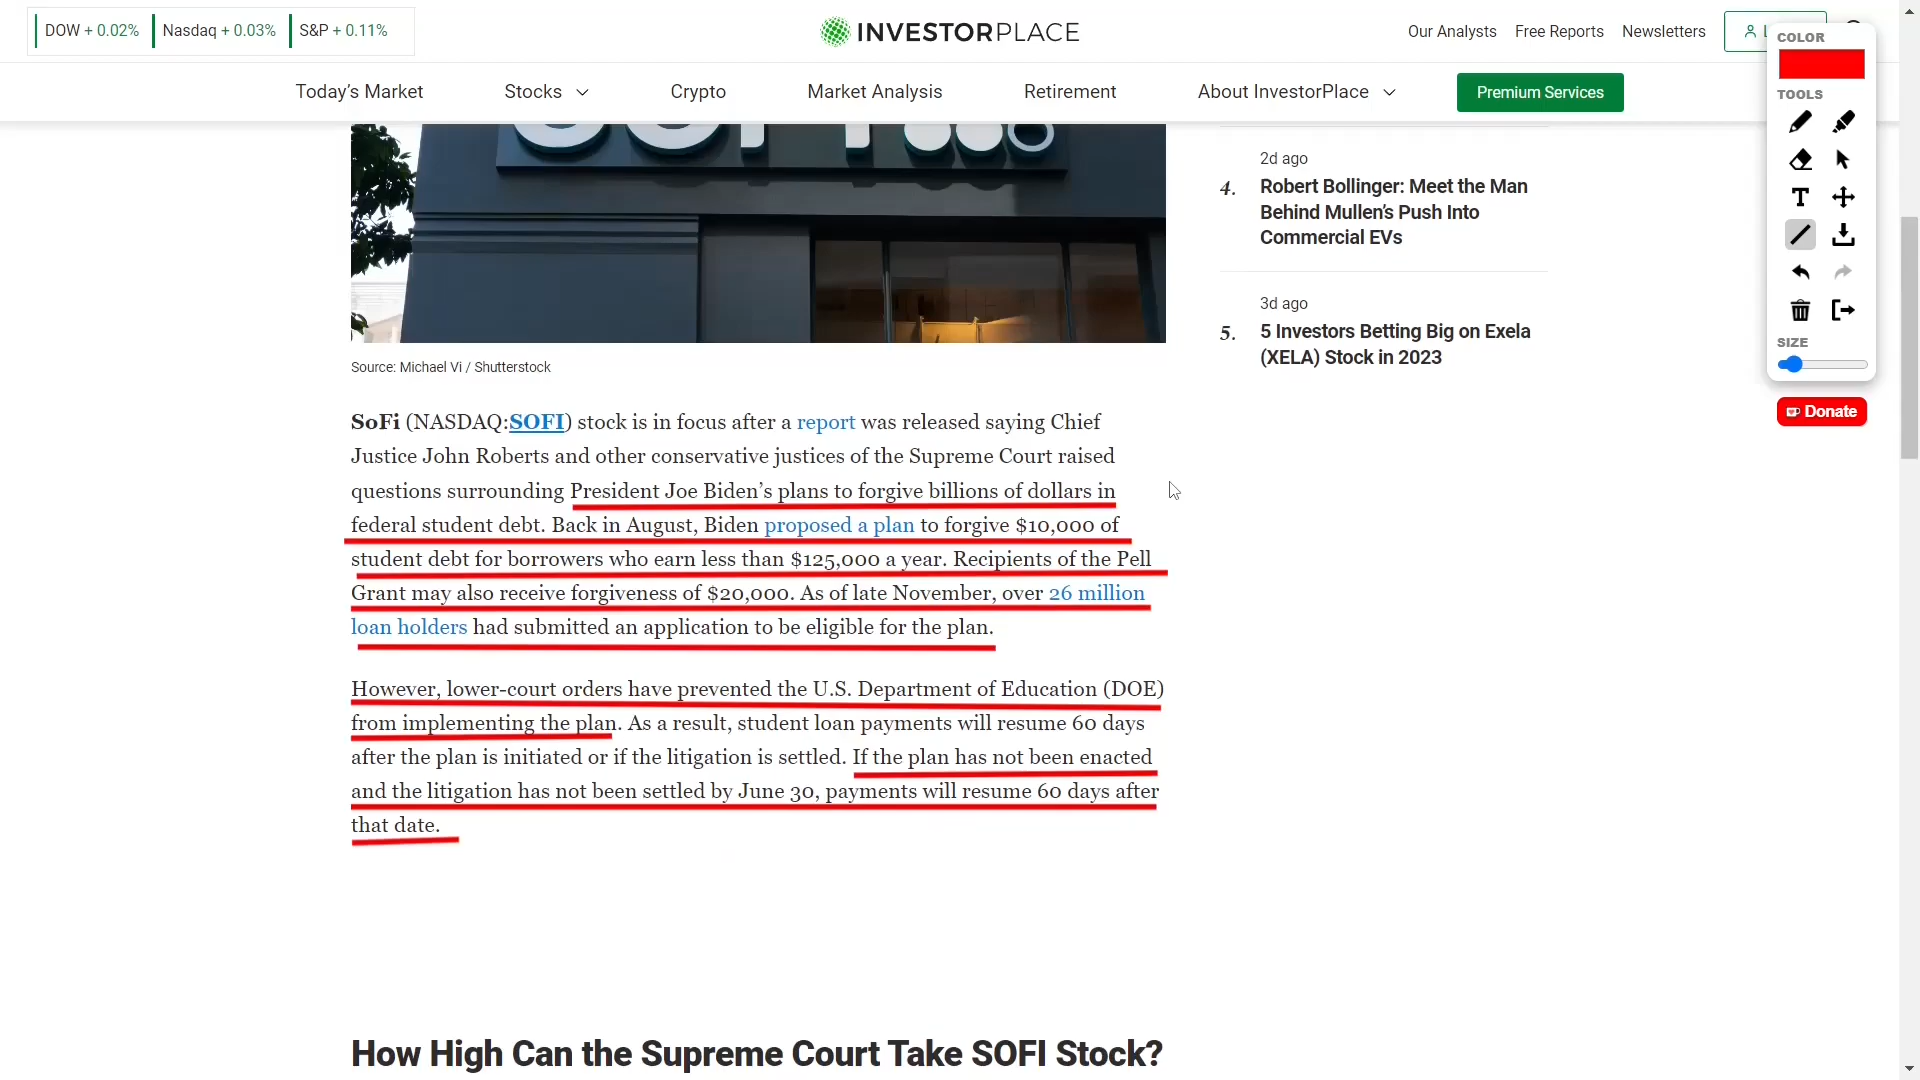 DOW + 0.02%
Nasdaq + 0.03%
S&P + 0.11%
INVESTORPLACE
Our Analysts
Free Reports
Newsletters
Today’s Market
Stocks
Crypto
Market Analysis
Retirement
About InvestorPlace
Premium Services
COLOR
TOOLS
SIZE
Donate
2d ago
4. Robert Bollinger: Meet the Man
Behind Mullen’s Push Into
Commercial EVs
3d ago
5. 5 Investors Betting Big on Exela
(XELA) Stock in 2023
Source: Michael Vi / Shutterstock
SoFi (NASDAQ:SOFI) stock is in focus after a report was released saying Chief
Justice John Roberts and other conservative justices of the Supreme Court raised
questions surrounding President Joe Biden’s plans to forgive billions of dollars in
federal student debt. Back in August, Biden proposed a plan to forgive $10,000 of
student debt for borrowers who earn less than $125,000 a year. Recipients of the Pell
Grant may also receive forgiveness of $20,000. As of late November, over 26 million
loan holders had submitted an application to be eligible for the plan.
However, lower-court orders have prevented the U.S. Department of Education (DOE)
from implementing the plan. As a result, student loan payments will resume 60 days
after the plan is initiated or if the litigation is settled. If the plan has not been enacted
and the litigation has not been settled by June 30, payments will resume 60 days after
that date.
How High Can the Supreme Court Take SOFI Stock?